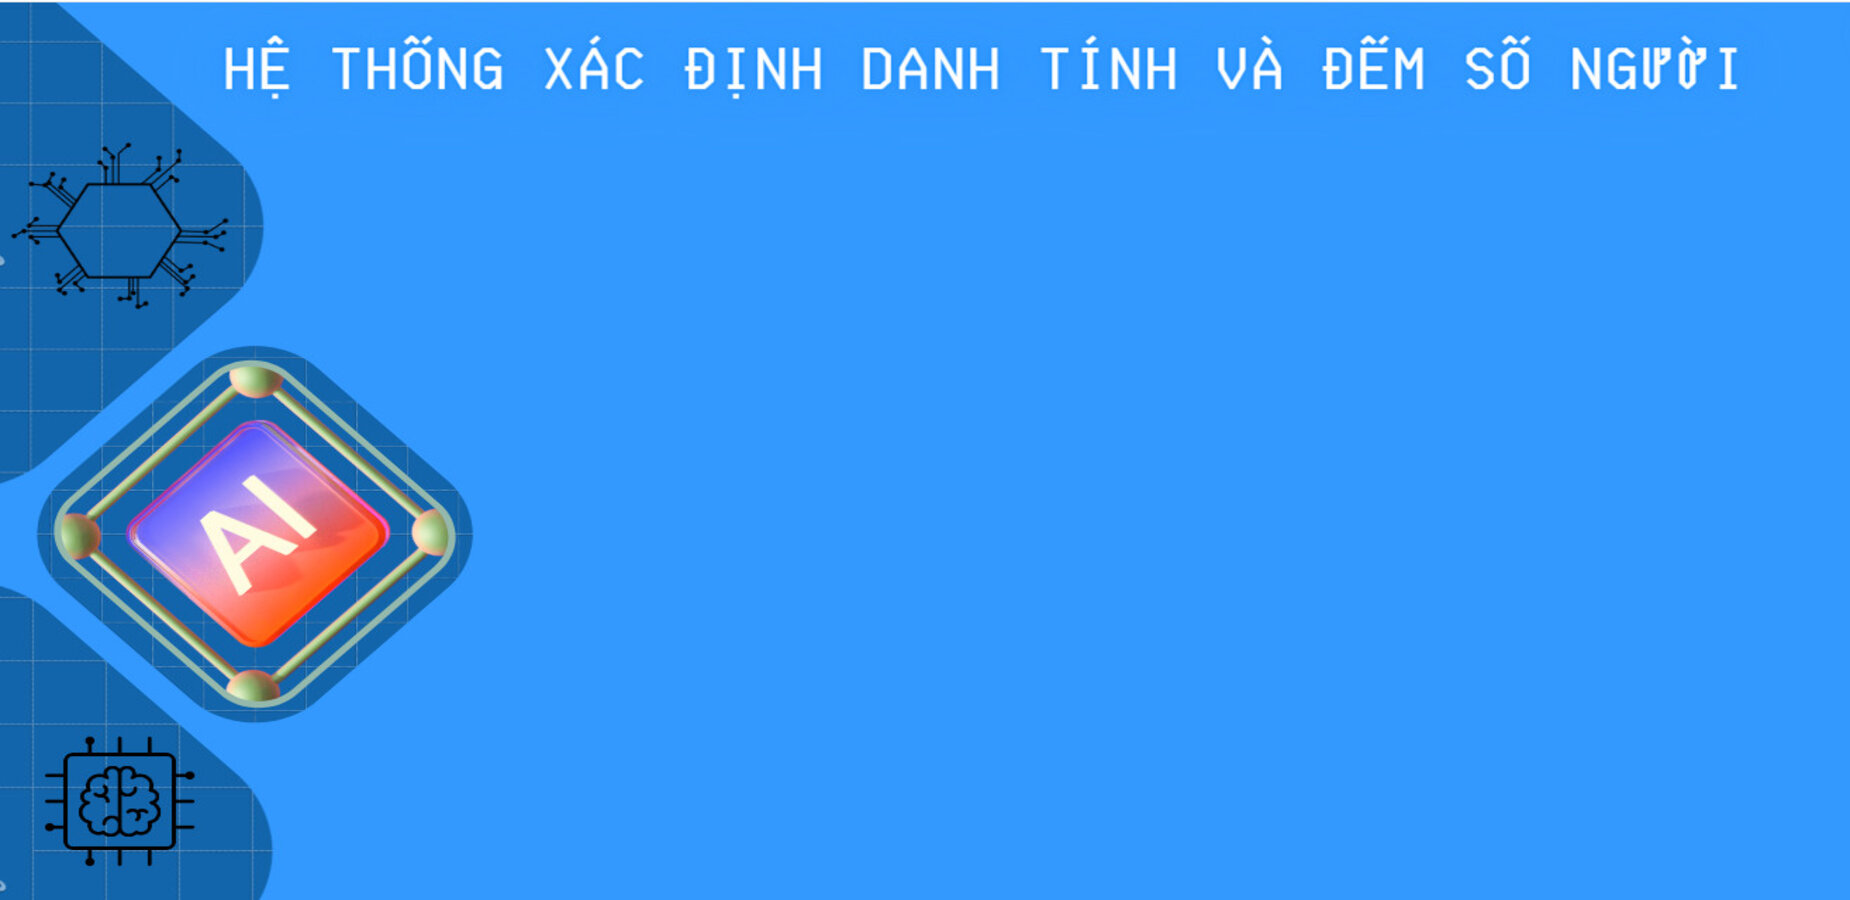 HỆ THỐNG XÁC ĐỊNH DANH TÍNH VÀ ĐẾM SỐ NGƯỜI
AI